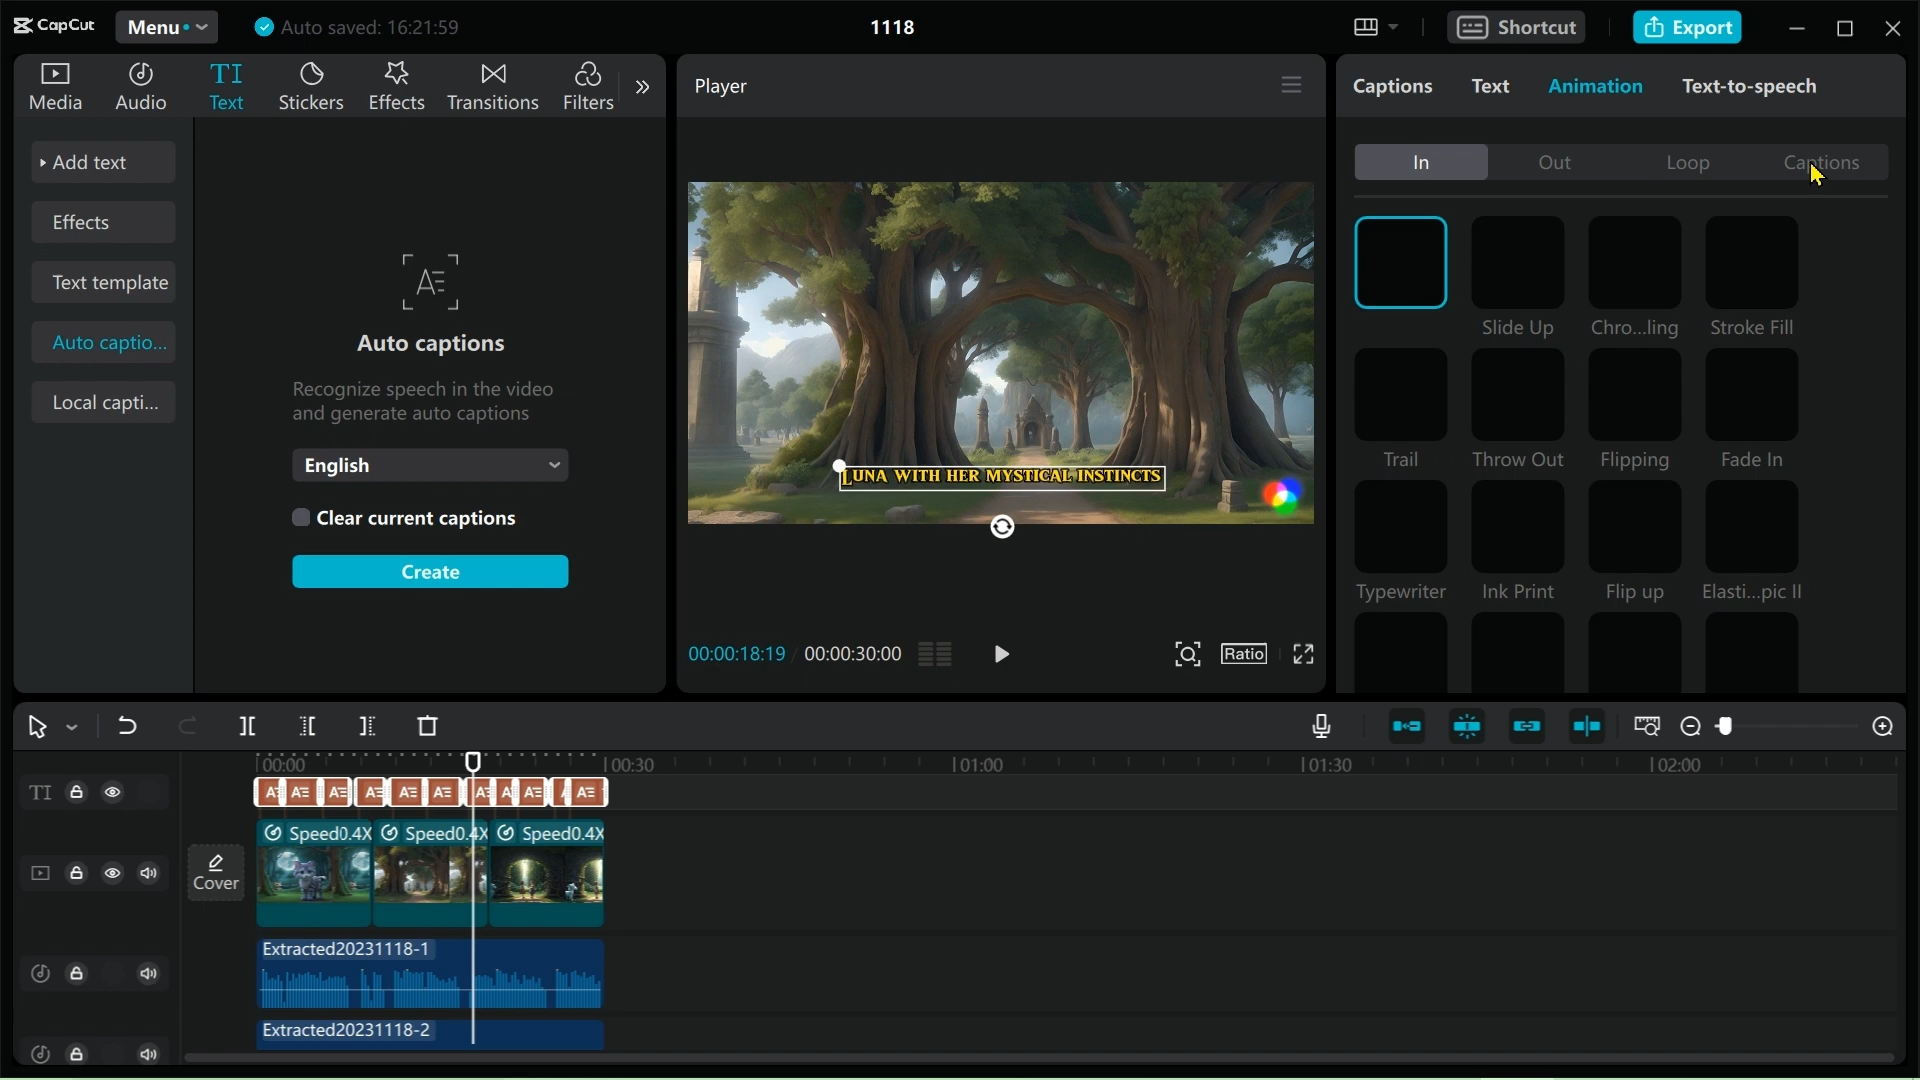 CapCut
Menu
Auto saved: 16:21:59
1118
Shortcut
Export
Media
Audio
TI
Text
Stickers
Effects
Transitions
Filters
Add text
Effects
Text template
Auto captio...
Local capti...
Auto captions
Recognize speech in the video
and generate auto captions
English
Clear current captions
Create
Player
LUNA WITH HER MYSTICAL INSTINCTS
00:00:18:19 / 00:00:30:00
Ratio
Captions
Text
Animation
Text-to-speech
In
Out
Loop
Captions
Slide Up
Chro...ling
Stroke Fill
Trail
Throw Out
Flipping
Fade In
Typewriter
Ink Print
Flip up
Elasti...pic II
00:00
00:30
01:00
01:30
02:00
TI
Cover
Speed0.4X
Speed0.4X
Speed0.4X
Extracted20231118-1
Extracted20231118-2